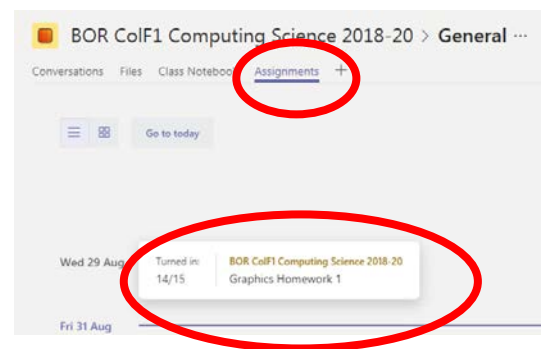 BOR ColF1 Computing Science 2018-20 > General ...
Conversations Files Class Notebook Assignments +
Go to today
Wed 29 Aug Turned in: BOR ColF1 Computing Science 2018-20
14/15 Graphics Homework 1
Fri 31 Aug